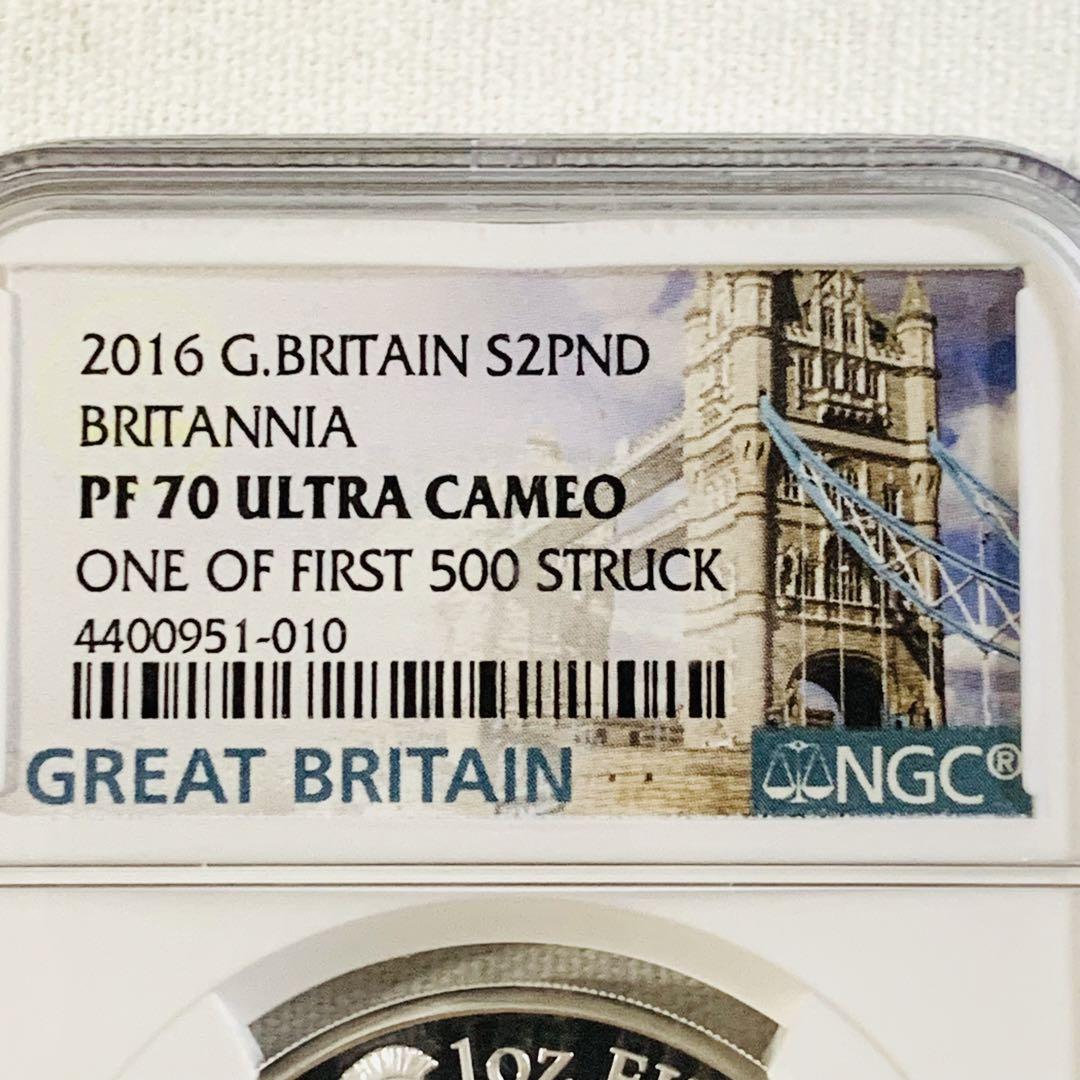 2016 G.BRITAIN S2PND
BRITANNIA
PF 70 ULTRA CAMEO
ONE OF FIRST 500 STRUCK
4400951-010
GREAT BRITAIN
NGC®
1OZ